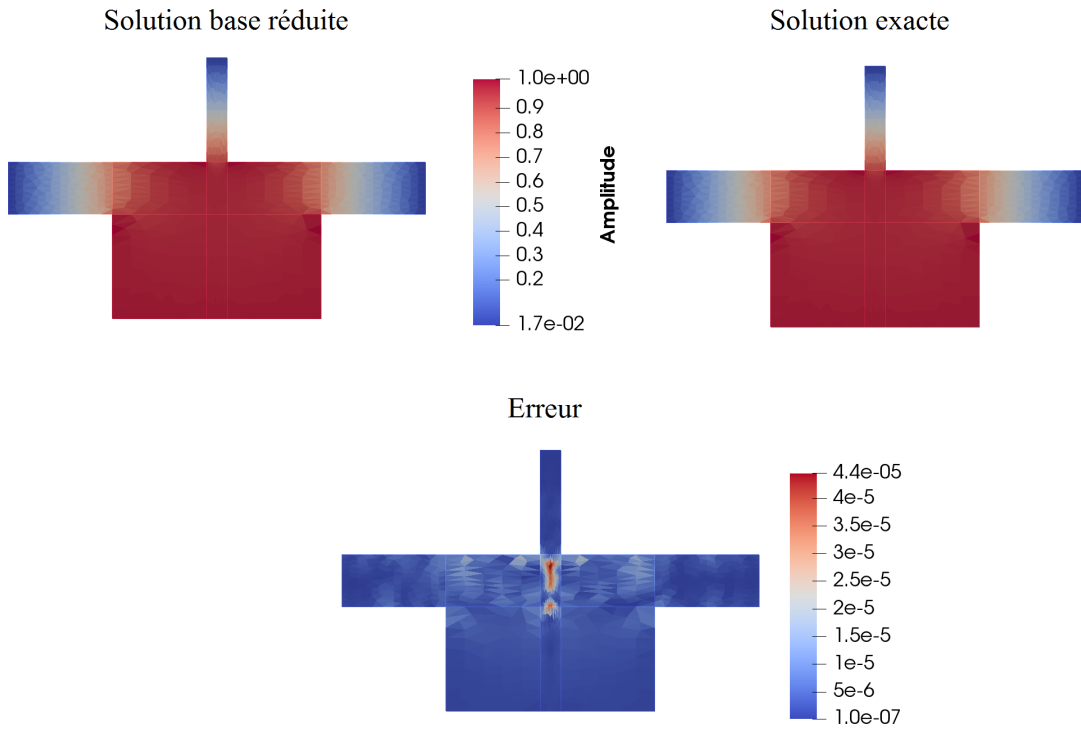 Solution base réduite
Solution exacte
1.0e+00
0.9
0.8
0.7
0.6
0.5
0.4
0.3
0.2
1.7e-02
Amplitude
Erreur
4.4e-05
4e-5
3.5e-5
3e-5
2.5e-5
2e-5
1.5e-5
1e-5
5e-6
1.0e-07